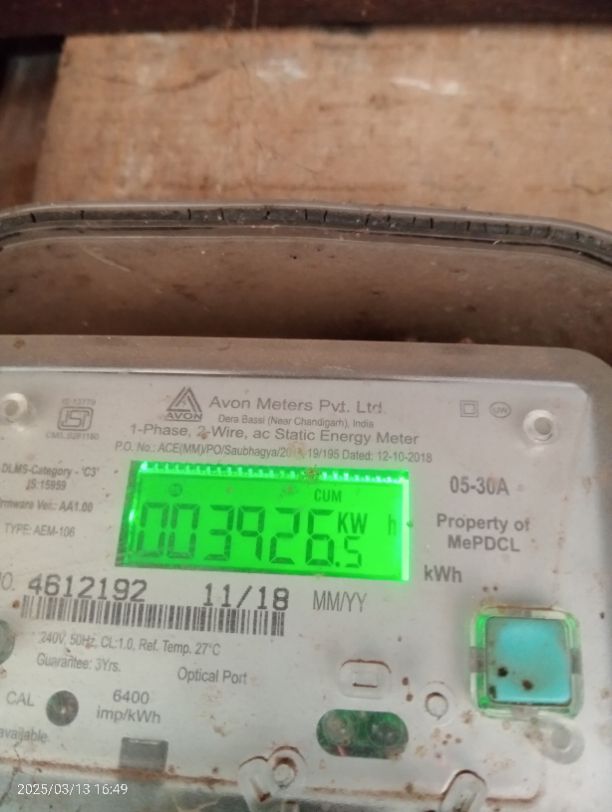 IS 13779
ISI
AVON
Avon Meters Pvt. Ltd.
Dera Bassi (Near Chandigarh), India
1-Phase, 2-Wire, ac Static Energy Meter
P.O. No.: ACE(MM)/PO/Saubhagya/2018-19/195 Dated: 12-10-2018
DLMS-Category - 'C3'
IS:15959
Firmware Ver.: AA1.00
TYPE: AEM-106
05-30A
Property of
MePDCL
CUM
003926.5 KW h
kWh
NO. 4612192 11/18 MM/YY
240V, 50Hz, CL:1.0, Ref. Temp. 27°C
Guarantee: 3Yrs.
Optical Port
CAL
6400
imp/kWh
available
2025/03/13 16:49